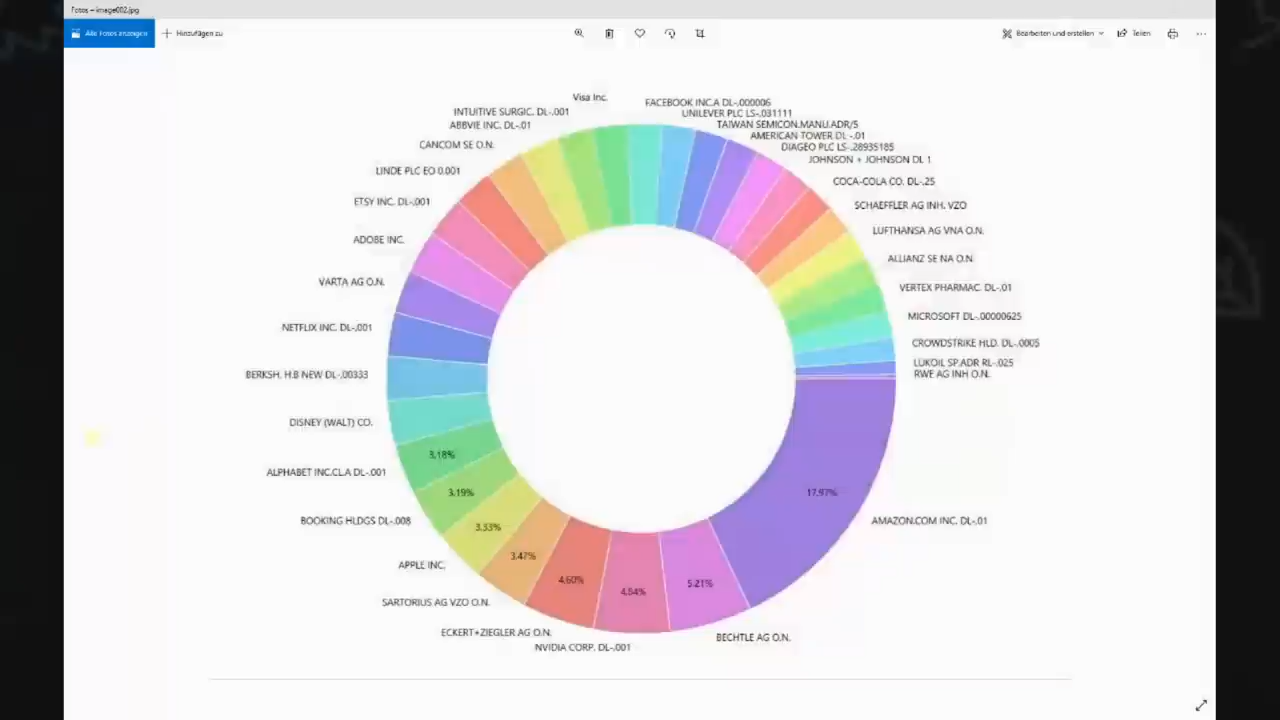 Fotos – image002.jpg
Alle Fotos anzeigen
Hinzufügen zu
Bearbeiten und erstellen
Teilen
Visa Inc.
FACEBOOK INC.A DL-,000006
INTUITIVE SURGIC. DL-,001
UNILEVER PLC LS-,031111
ABBVIE INC. DL-,01
TAIWAN SEMICON.MANU.ADR/5
AMERICAN TOWER DL -,01
CANCOM SE O.N.
DIAGEO PLC LS-,28935185
JOHNSON + JOHNSON DL 1
LINDE PLC EO 0,001
COCA-COLA CO. DL-,25
ETSY INC. DL-,001
SCHAEFFLER AG INH. VZO
LUFTHANSA AG VNA O.N.
ADOBE INC.
ALLIANZ SE NA O.N.
VARTA AG O.N.
VERTEX PHARMAC. DL-,01
MICROSOFT DL-,00000625
NETFLIX INC. DL-,001
CROWDSTRIKE HLD. DL-,0005
LUKOIL SP.ADR RL-,025
BERKSH. H.B NEW DL-,00333
RWE AG INH O.N.
DISNEY (WALT) CO.
3.18%
ALPHABET INC.CL.A DL-,001
3.19%
17.97%
BOOKING HLDGS DL-,008
3.33%
AMAZON.COM INC. DL-,01
3.47%
APPLE INC.
4.60%
5.21%
SARTORIUS AG VZO O.N.
ECKERT+ZIEGLER AG O.N.
BECHTLE AG O.N.
NVIDIA CORP. DL-,001